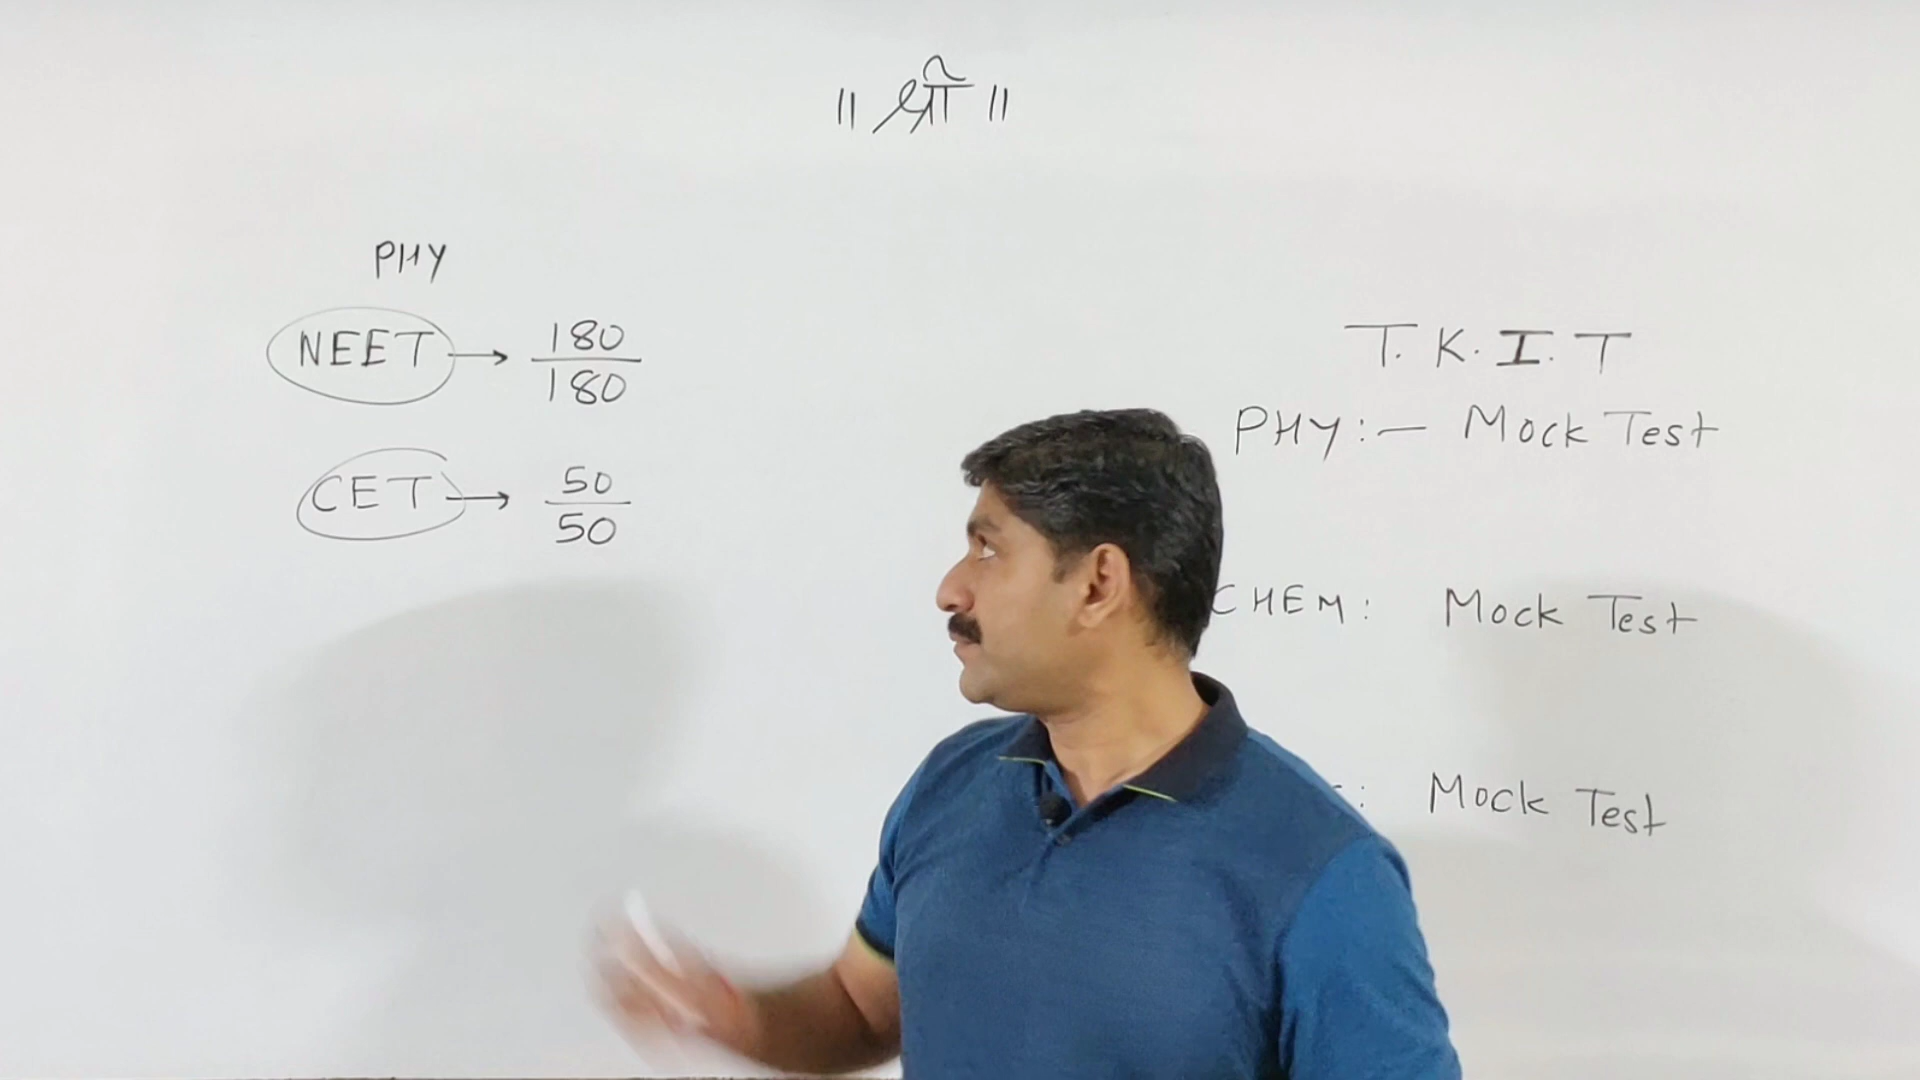 ॥ श्री ॥
PHY
NEET → 180/180
CET → 50/50
T.K.I.T
PHY:— Mock Test
CHEM: Mock Test
: Mock Test